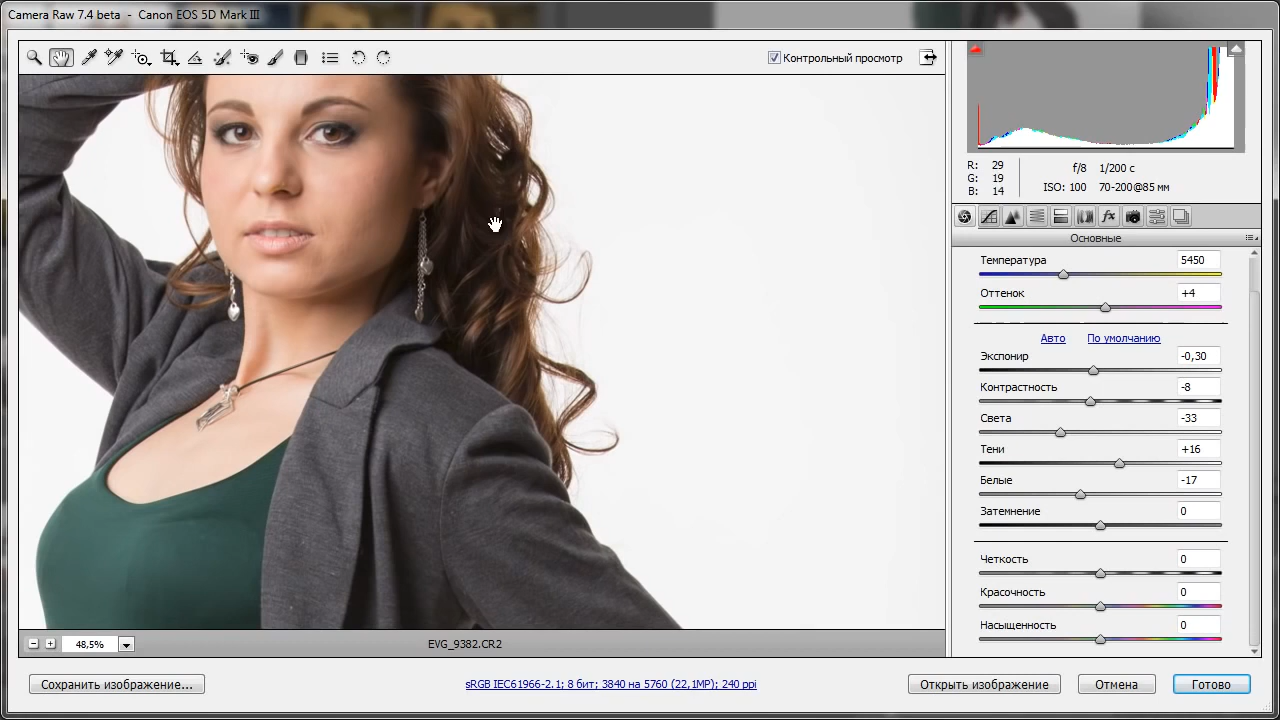 Camera Raw 7.4 beta - Canon EOS 5D Mark III
Контрольный просмотр
R: 29
G: 19
B: 14
f/8 1/200 с
ISO: 100 70-200@85 мм
fx
Основные
Температура 5450
Оттенок +4
Авто По умолчанию
Экспонир -0,30
Контрастность -8
Света -33
Тени +16
Белые -17
Затемнение 0
Четкость 0
Красочность 0
Насыщенность 0
48,5% EVG_9382.CR2
Сохранить изображение... sRGB IEC61966-2.1; 8 бит; 3840 на 5760 (22,1MP); 240 ppi Открыть изображение Отмена Готово